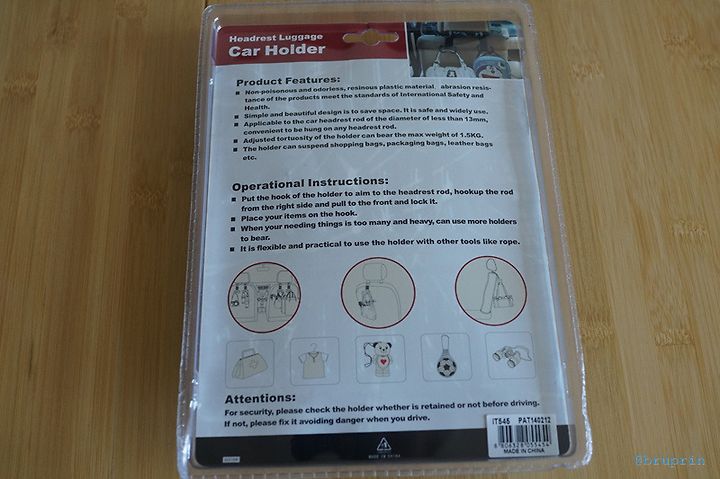 Headrest Luggage
Car Holder
Product Features:
■ Non-poisonous and odorless, resinous plastic material, abrasion resis-
tance of the products meet the standards of International Safety and
Health.
■ Simple and beautiful design is to save space. It is safe and widely use.
■ Applicable to the car headrest rod of the diameter of less than 13mm,
convenient to be hung on any headrest rod.
■ Adjusted tortuosity of the holder can bear the max weight of 1.5KG.
■ The holder can suspend shopping bags, packaging bags, leather bags
etc.
Operational Instructions:
■ Put the hook of the holder to aim to the headrest rod, hookup the rod
from the right side and pull to the front and lock it.
■ Place your items on the hook.
■ When your needing things is too many and heavy, can use more holders
to bear.
■ It is flexible and practical to use the holder with other tools like rope.
Attentions:
For security, please check the holder whether is retained or not before driving.
If not, please fix it avoiding danger when you drive.
IT545 PAT140212
8 806328 055454
MADE IN CHINA
MADE IN CHINA
@bruprin